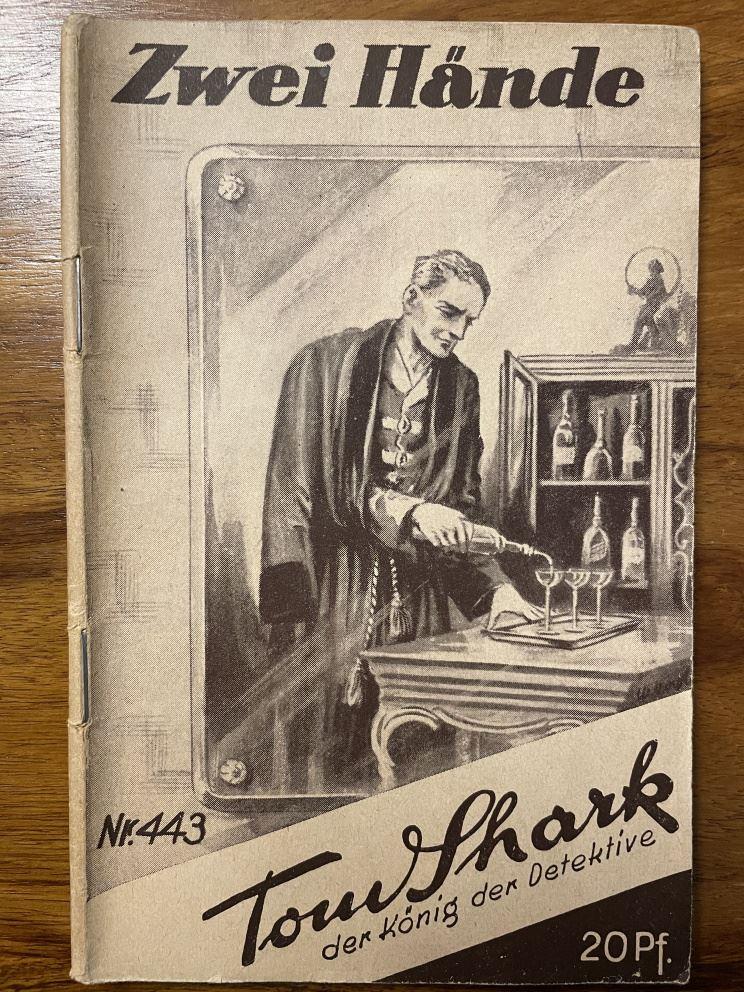 Zwei Hände
Nr. 443
Tom Shark
der König der Detektive
20 Pf.